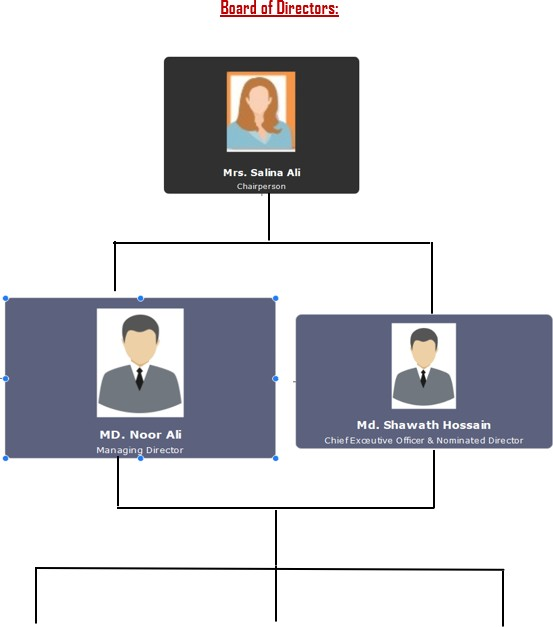 Board of Directors:
Mrs. Salina Ali
Chairperson
MD. Noor Ali
Managing Director
Md. Shawath Hossain
Chief Excutive Officer & Nominated Director